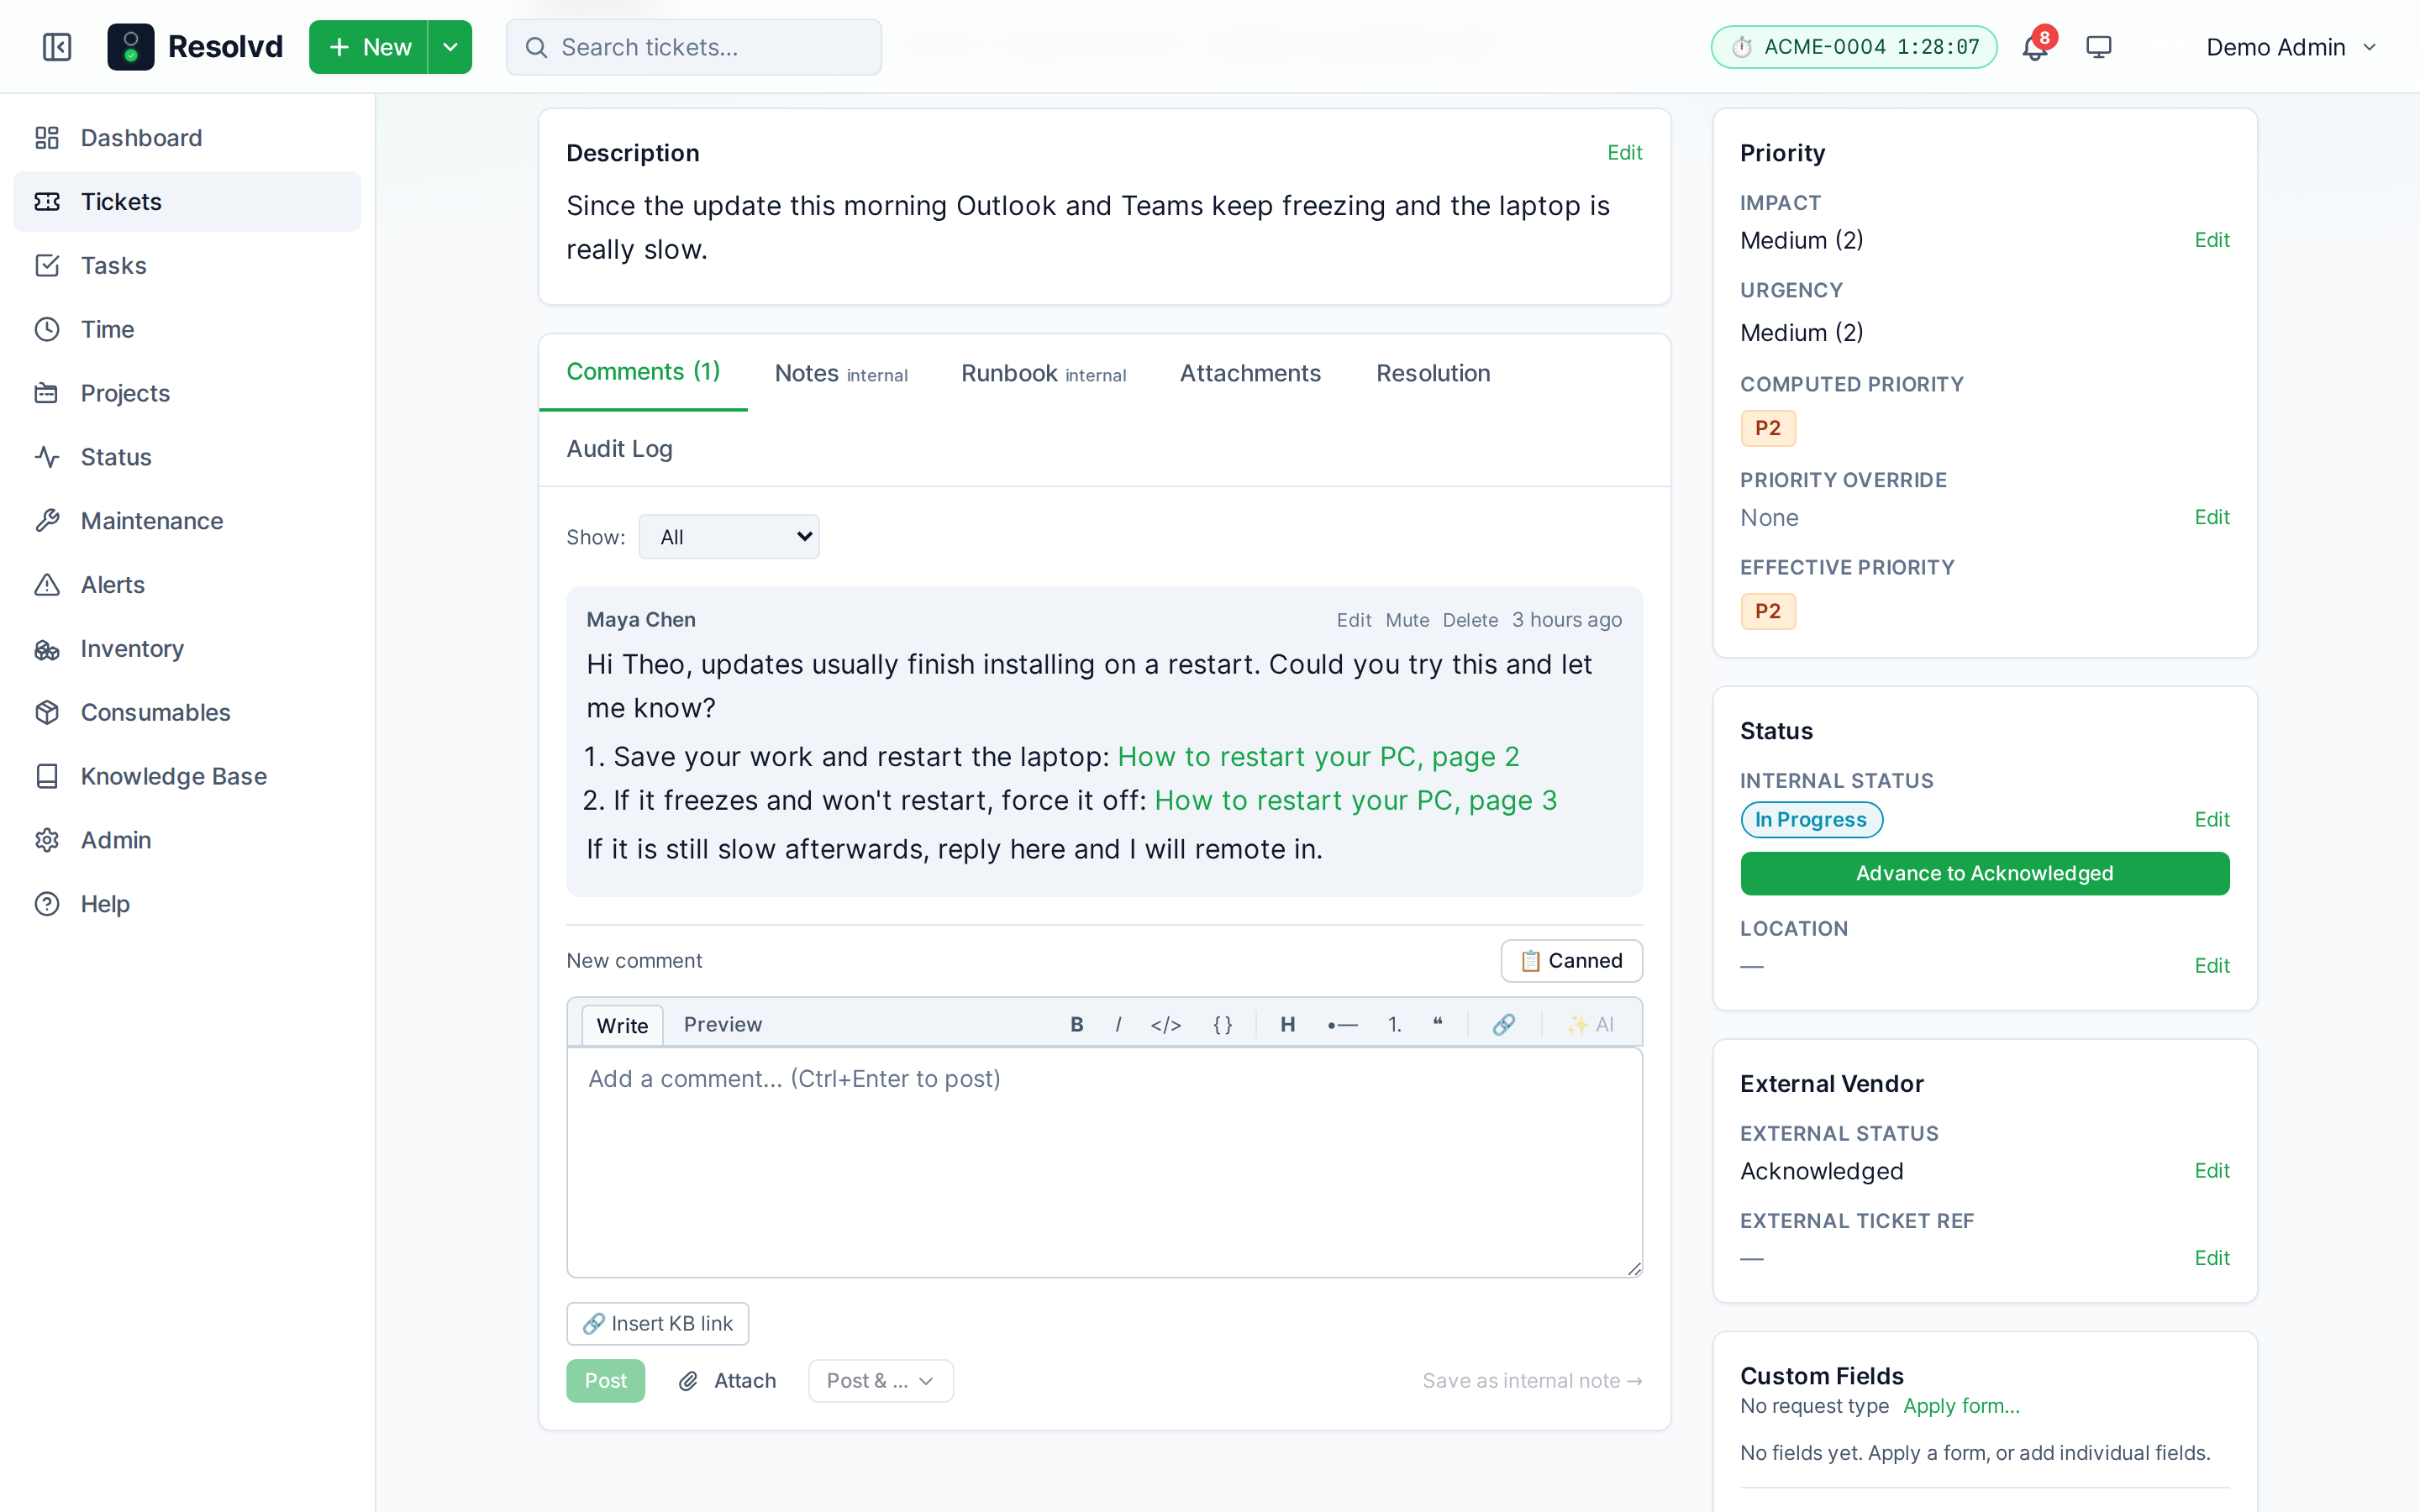 Resolvd
New
Search tickets...
ACME-0004 1:28:07
8
Demo Admin
Dashboard
Tickets
Tasks
Time
Projects
Status
Maintenance
Alerts
Inventory
Consumables
Knowledge Base
Admin
Help
Description
Edit
Since the update this morning Outlook and Teams keep freezing and the laptop is
really slow.
Comments (1)
Notes internal
Runbook internal
Attachments
Resolution
Audit Log
Show:
All
Maya Chen
Edit Mute Delete 3 hours ago
Hi Theo, updates usually finish installing on a restart. Could you try this and let
me know?
1. Save your work and restart the laptop: How to restart your PC, page 2
2. If it freezes and won't restart, force it off: How to restart your PC, page 3
If it is still slow afterwards, reply here and I will remote in.
New comment
📋 Canned
Write
Preview
B I </> {} H •— 1. ❝ 🔗 ✨ AI
Add a comment... (Ctrl+Enter to post)
🔗 Insert KB link
Post
Attach
Post & ...
Save as internal note →
Priority
IMPACT
Medium (2)
Edit
URGENCY
Medium (2)
COMPUTED PRIORITY
P2
PRIORITY OVERRIDE
None
Edit
EFFECTIVE PRIORITY
P2
Status
INTERNAL STATUS
In Progress
Edit
Advance to Acknowledged
LOCATION
—
Edit
External Vendor
EXTERNAL STATUS
Acknowledged
Edit
EXTERNAL TICKET REF
—
Edit
Custom Fields
No request type Apply form...
No fields yet. Apply a form, or add individual fields.